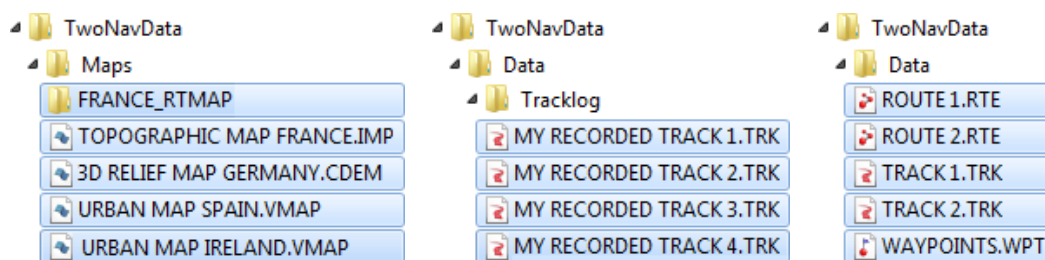 TwoNavData
Maps
FRANCE_RTMAP
TOPOGRAPHIC MAP FRANCE.IMP
3D RELIEF MAP GERMANY.CDEM
URBAN MAP SPAIN.VMAP
URBAN MAP IRELAND.VMAP
TwoNavData
Data
Tracklog
MY RECORDED TRACK 1.TRK
MY RECORDED TRACK 2.TRK
MY RECORDED TRACK 3.TRK
MY RECORDED TRACK 4.TRK
TwoNavData
Data
ROUTE 1.RTE
ROUTE 2.RTE
TRACK 1.TRK
TRACK 2.TRK
WAYPOINTS.WPT